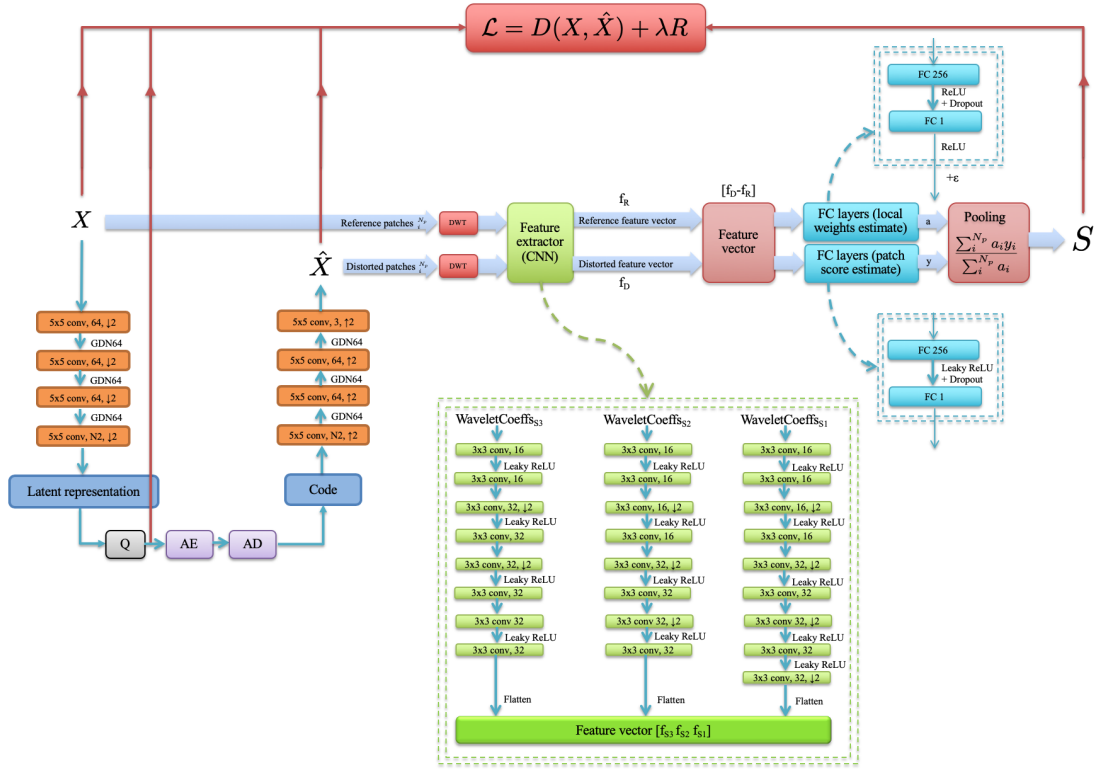 ℒ = D(X, X̂) + λR
FC 256
ReLU
+ Dropout
FC 1
ReLU
+ε
X
Reference patches N_p i
DWT
Feature
extractor
(CNN)
f_R
Reference feature vector
[f_D-f_R]
Feature
vector
FC layers (local
weights estimate)
a
Pooling
∑_i^{N_p} a_i y_i
∑_i^{N_p} a_i
S
X̂
Distorted patches N_p i
DWT
Distorted feature vector
f_D
FC layers (patch
score estimate)
y
FC 256
Leaky ReLU
+ Dropout
FC 1
5x5 conv, 64, ↓2
GDN64
5x5 conv, 64, ↓2
GDN64
5x5 conv, 64, ↓2
GDN64
5x5 conv, N2, ↓2
Latent representation
Q
AE
AD
5x5 conv, 3, ↑2
GDN64
5x5 conv, 64, ↑2
GDN64
5x5 conv, 64, ↑2
GDN64
5x5 conv, N2, ↑2
Code
WaveletCoeffs_S3
3x3 conv, 16
Leaky ReLU
3x3 conv, 16
3x3 conv, 32, ↓2
Leaky ReLU
3x3 conv, 32
3x3 conv, 32, ↓2
Leaky ReLU
3x3 conv, 32
3x3 conv 32
Leaky ReLU
3x3 conv, 32
Flatten
WaveletCoeffs_S2
3x3 conv, 16
Leaky ReLU
3x3 conv, 16
3x3 conv, 16, ↓2
Leaky ReLU
3x3 conv, 16
3x3 conv, 32, ↓2
Leaky ReLU
3x3 conv, 32
3x3 conv 32, ↓2
Leaky ReLU
3x3 conv, 32
Flatten
WaveletCoeffs_S1
3x3 conv, 16
Leaky ReLU
3x3 conv, 16
3x3 conv, 16, ↓2
Leaky ReLU
3x3 conv, 16
3x3 conv, 32, ↓2
Leaky ReLU
3x3 conv, 32
3x3 conv, 32, ↓2
Leaky ReLU
3x3 conv, 32
Leaky ReLU
3x3 conv, 32, ↓2
Flatten
Feature vector [f_S3 f_S2 f_S1]